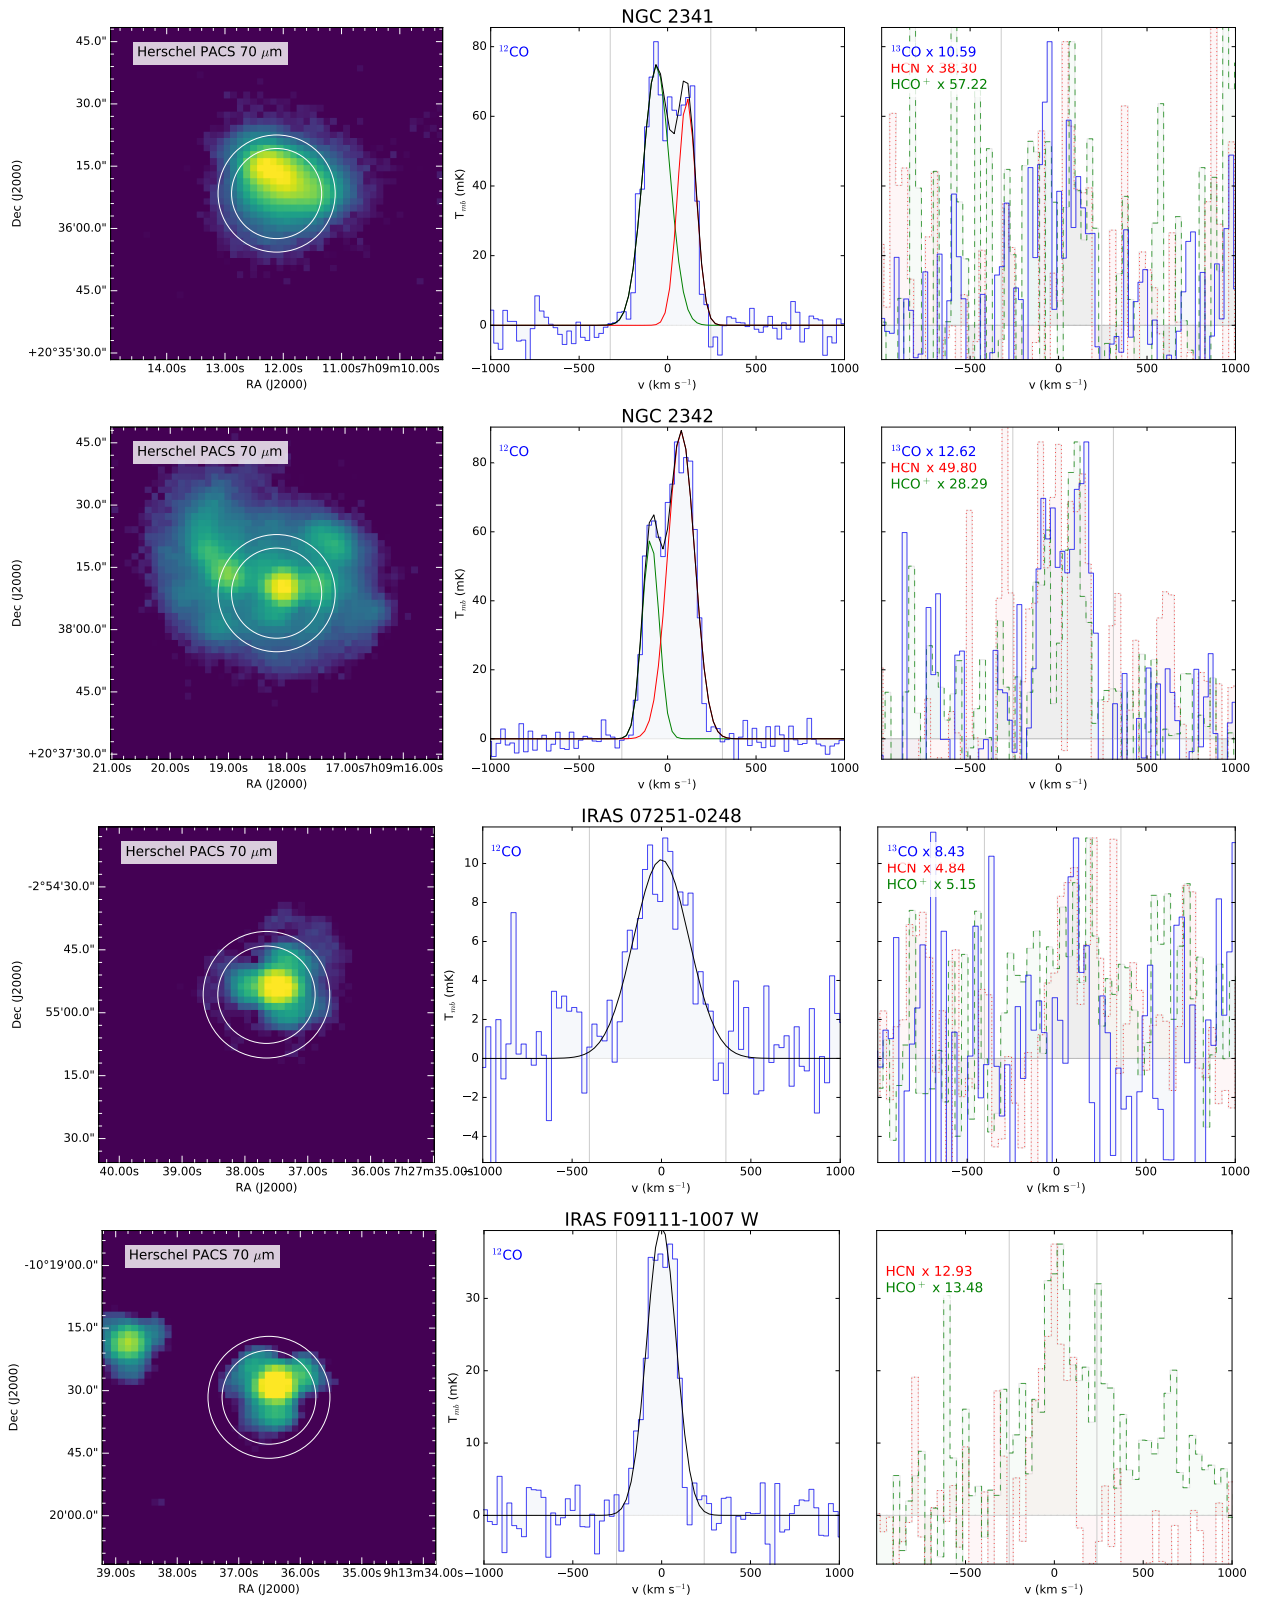 NGC 2341
Herschel PACS 70 μm
45.0"
30.0"
15.0"
36'00.0"
45.0"
+20°35'30.0"
Dec (J2000)
14.00s 13.00s 12.00s 11.00s 7h09m10.00s
RA (J2000)
¹²CO
80
60
40
20
0
T_mb (mK)
−1000 −500 0 500 1000
v (km s⁻¹)
¹³CO x 10.59
HCN x 38.30
HCO⁺ x 57.22
−500 0 500 1000
v (km s⁻¹)
NGC 2342
Herschel PACS 70 μm
45.0"
30.0"
15.0"
38'00.0"
45.0"
+20°37'30.0"
Dec (J2000)
21.00s 20.00s 19.00s 18.00s 17.00s 7h09m16.00s
RA (J2000)
¹²CO
80
60
40
20
0
T_mb (mK)
−1000 −500 0 500 1000
v (km s⁻¹)
¹³CO x 12.62
HCN x 49.80
HCO⁺ x 28.29
−500 0 500 1000
v (km s⁻¹)
IRAS 07251-0248
Herschel PACS 70 μm
-2°54'30.0"
45.0"
55'00.0"
15.0"
30.0"
Dec (J2000)
40.00s 39.00s 38.00s 37.00s 36.00s 7h27m35.00s
RA (J2000)
¹²CO
10
8
6
4
2
0
−2
−4
T_mb (mK)
−1000 −500 0 500 1000
v (km s⁻¹)
¹³CO x 8.43
HCN x 4.84
HCO⁺ x 5.15
−500 0 500 1000
v (km s⁻¹)
IRAS F09111-1007 W
Herschel PACS 70 μm
-10°19'00.0"
15.0"
30.0"
45.0"
20'00.0"
Dec (J2000)
39.00s 38.00s 37.00s 36.00s 35.00s 9h13m34.00s
RA (J2000)
¹²CO
30
20
10
0
T_mb (mK)
−1000 −500 0 500 1000
v (km s⁻¹)
HCN x 12.93
HCO⁺ x 13.48
−500 0 500 1000
v (km s⁻¹)